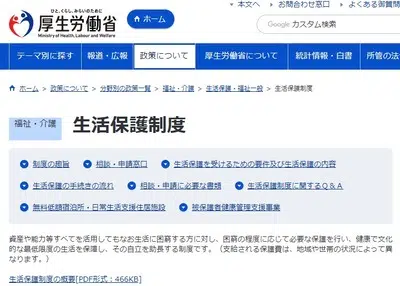 本文へ お問合わせ窓口 よくある御質問
ひと、くらし、みらいのために
厚生労働省
Ministry of Health, Labour and Welfare
ホーム
Google カスタム検索
テーマ別に探す 報道・広報 政策について 厚生労働省について 統計情報・白書 所管の法
ホーム > 政策について > 分野別の政策一覧 > 福祉・介護 > 生活保護・福祉一般 > 生活保護制度
福祉・介護 生活保護制度
制度の趣旨 相談・申請窓口 生活保護を受けるための要件及び生活保護の内容
生活保護の手続きの流れ 相談・申請に必要な書類 生活保護制度に関するQ&A
無料低額宿泊所・日常生活支援住居施設 被保護者健康管理支援事業
資産や能力等すべてを活用してもなお生活に困窮する方に対し、困窮の程度に応じて必要な保護を行い、健康で文化
的な最低限度の生活を保障し、その自立を助長する制度です。（支給される保護費は、地域や世帯の状況によって異
なります。）
生活保護制度の概要[PDF形式：466KB]